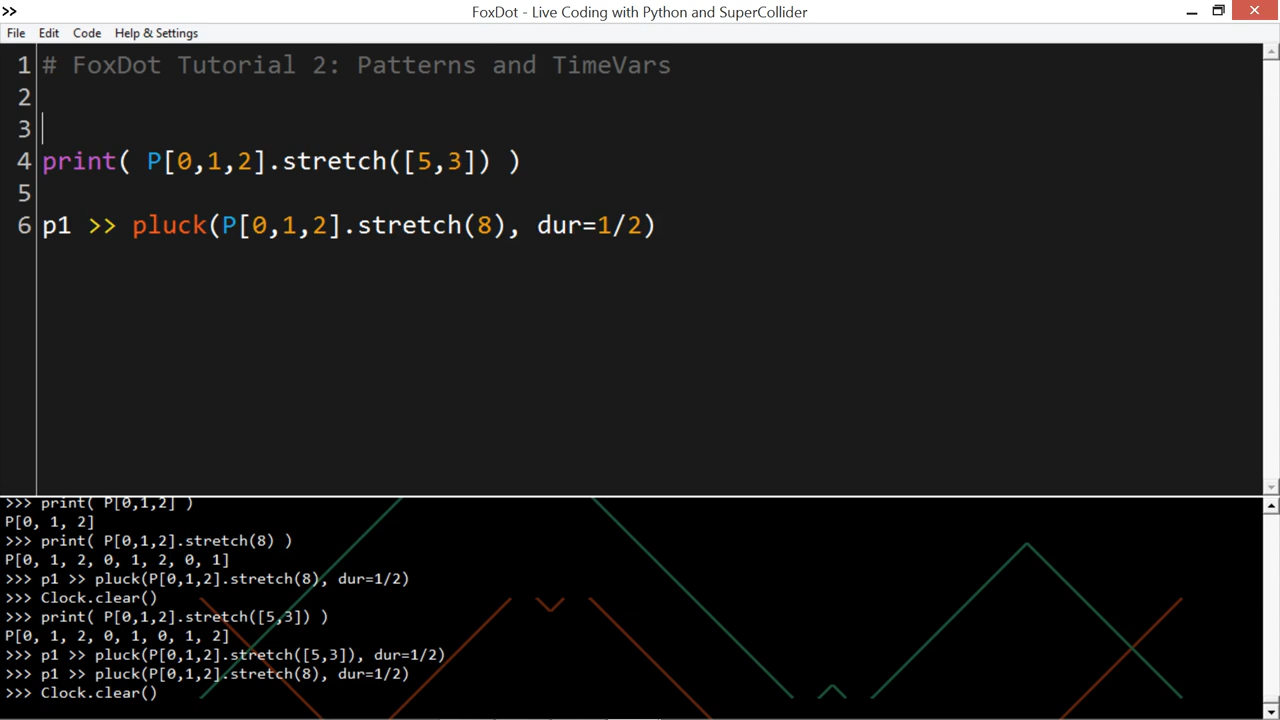 >>
FoxDot - Live Coding with Python and SuperCollider
File Edit Code Help & Settings
1 # FoxDot Tutorial 2: Patterns and TimeVars
2
3
4 print( P[0,1,2].stretch([5,3]) )
5
6 p1 >> pluck(P[0,1,2].stretch(8), dur=1/2)
>>> print( P[0,1,2] )
P[0, 1, 2]
>>> print( P[0,1,2].stretch(8) )
P[0, 1, 2, 0, 1, 2, 0, 1]
>>> p1 >> pluck(P[0,1,2].stretch(8), dur=1/2)
>>> Clock.clear()
>>> print( P[0,1,2].stretch([5,3]) )
P[0, 1, 2, 0, 1, 0, 1, 2]
>>> p1 >> pluck(P[0,1,2].stretch([5,3]), dur=1/2)
>>> p1 >> pluck(P[0,1,2].stretch(8), dur=1/2)
>>> Clock.clear()